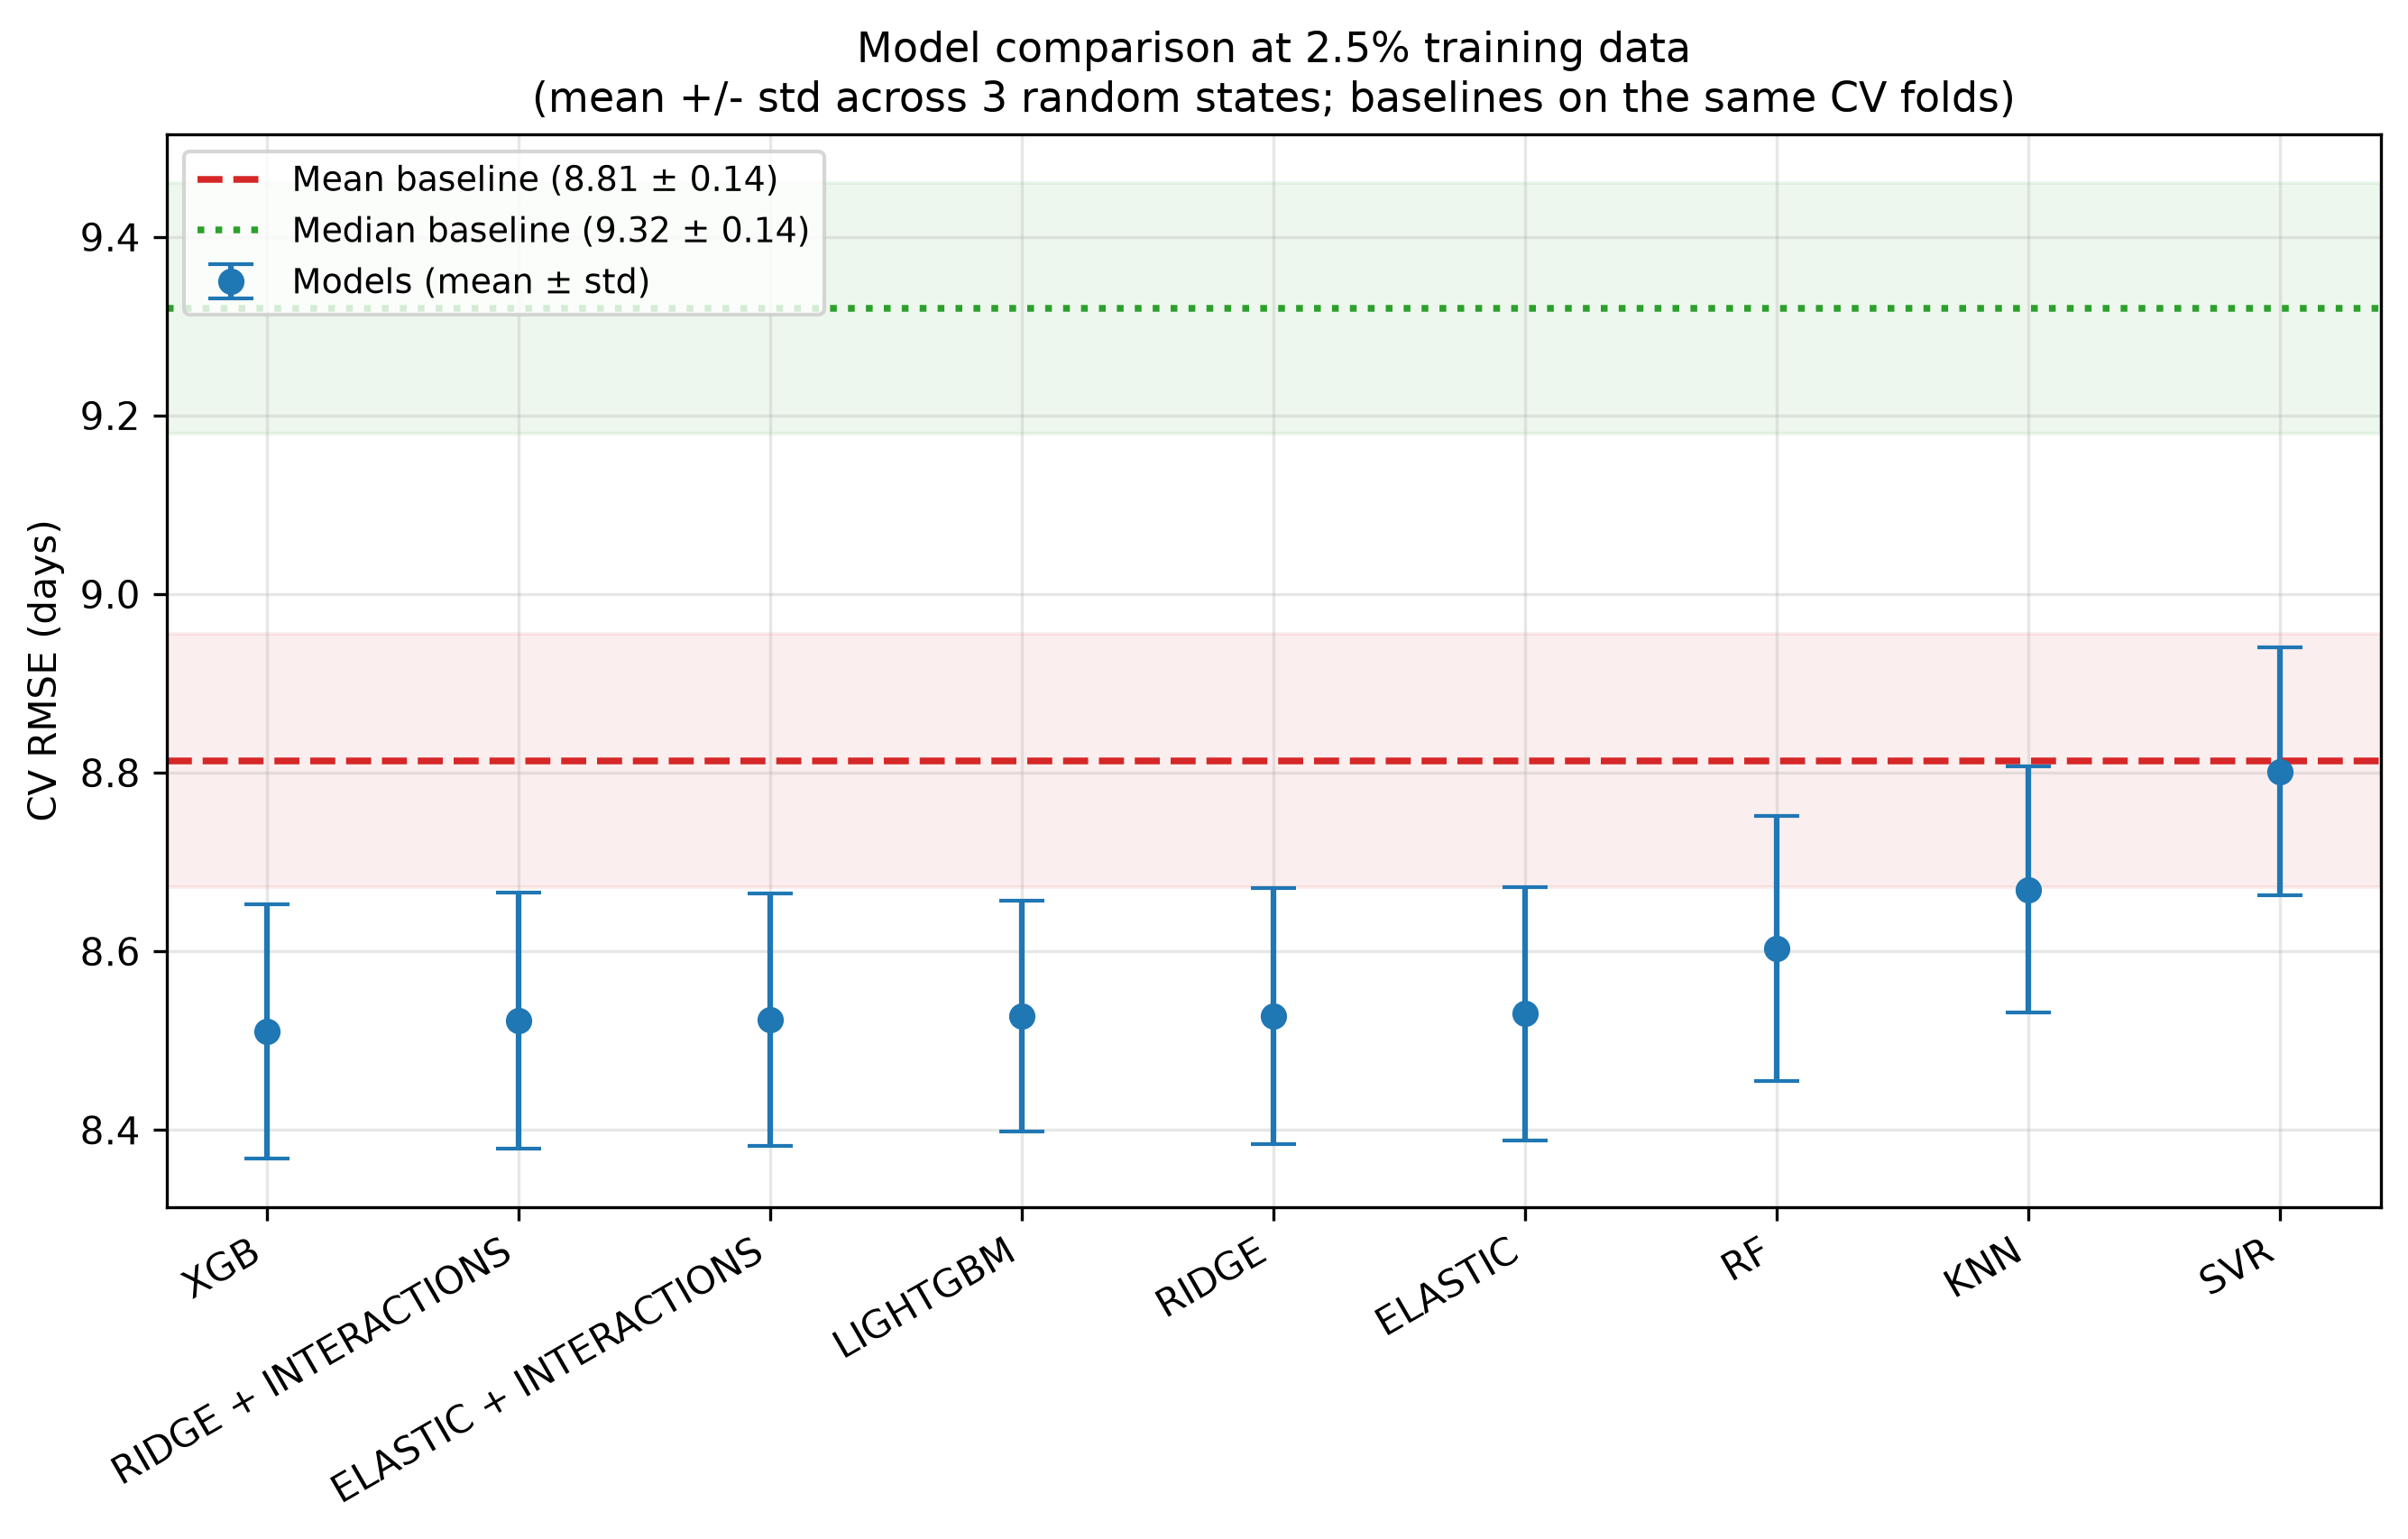 Model comparison at 2.5% training data
(mean +/- std across 3 random states; baselines on the same CV folds)
Mean baseline (8.81 ± 0.14)
Median baseline (9.32 ± 0.14)
Models (mean ± std)
CV RMSE (days)
9.4
9.2
9.0
8.8
8.6
8.4
XGB
RIDGE + INTERACTIONS
ELASTIC + INTERACTIONS
LIGHTGBM
RIDGE
ELASTIC
RF
KNN
SVR